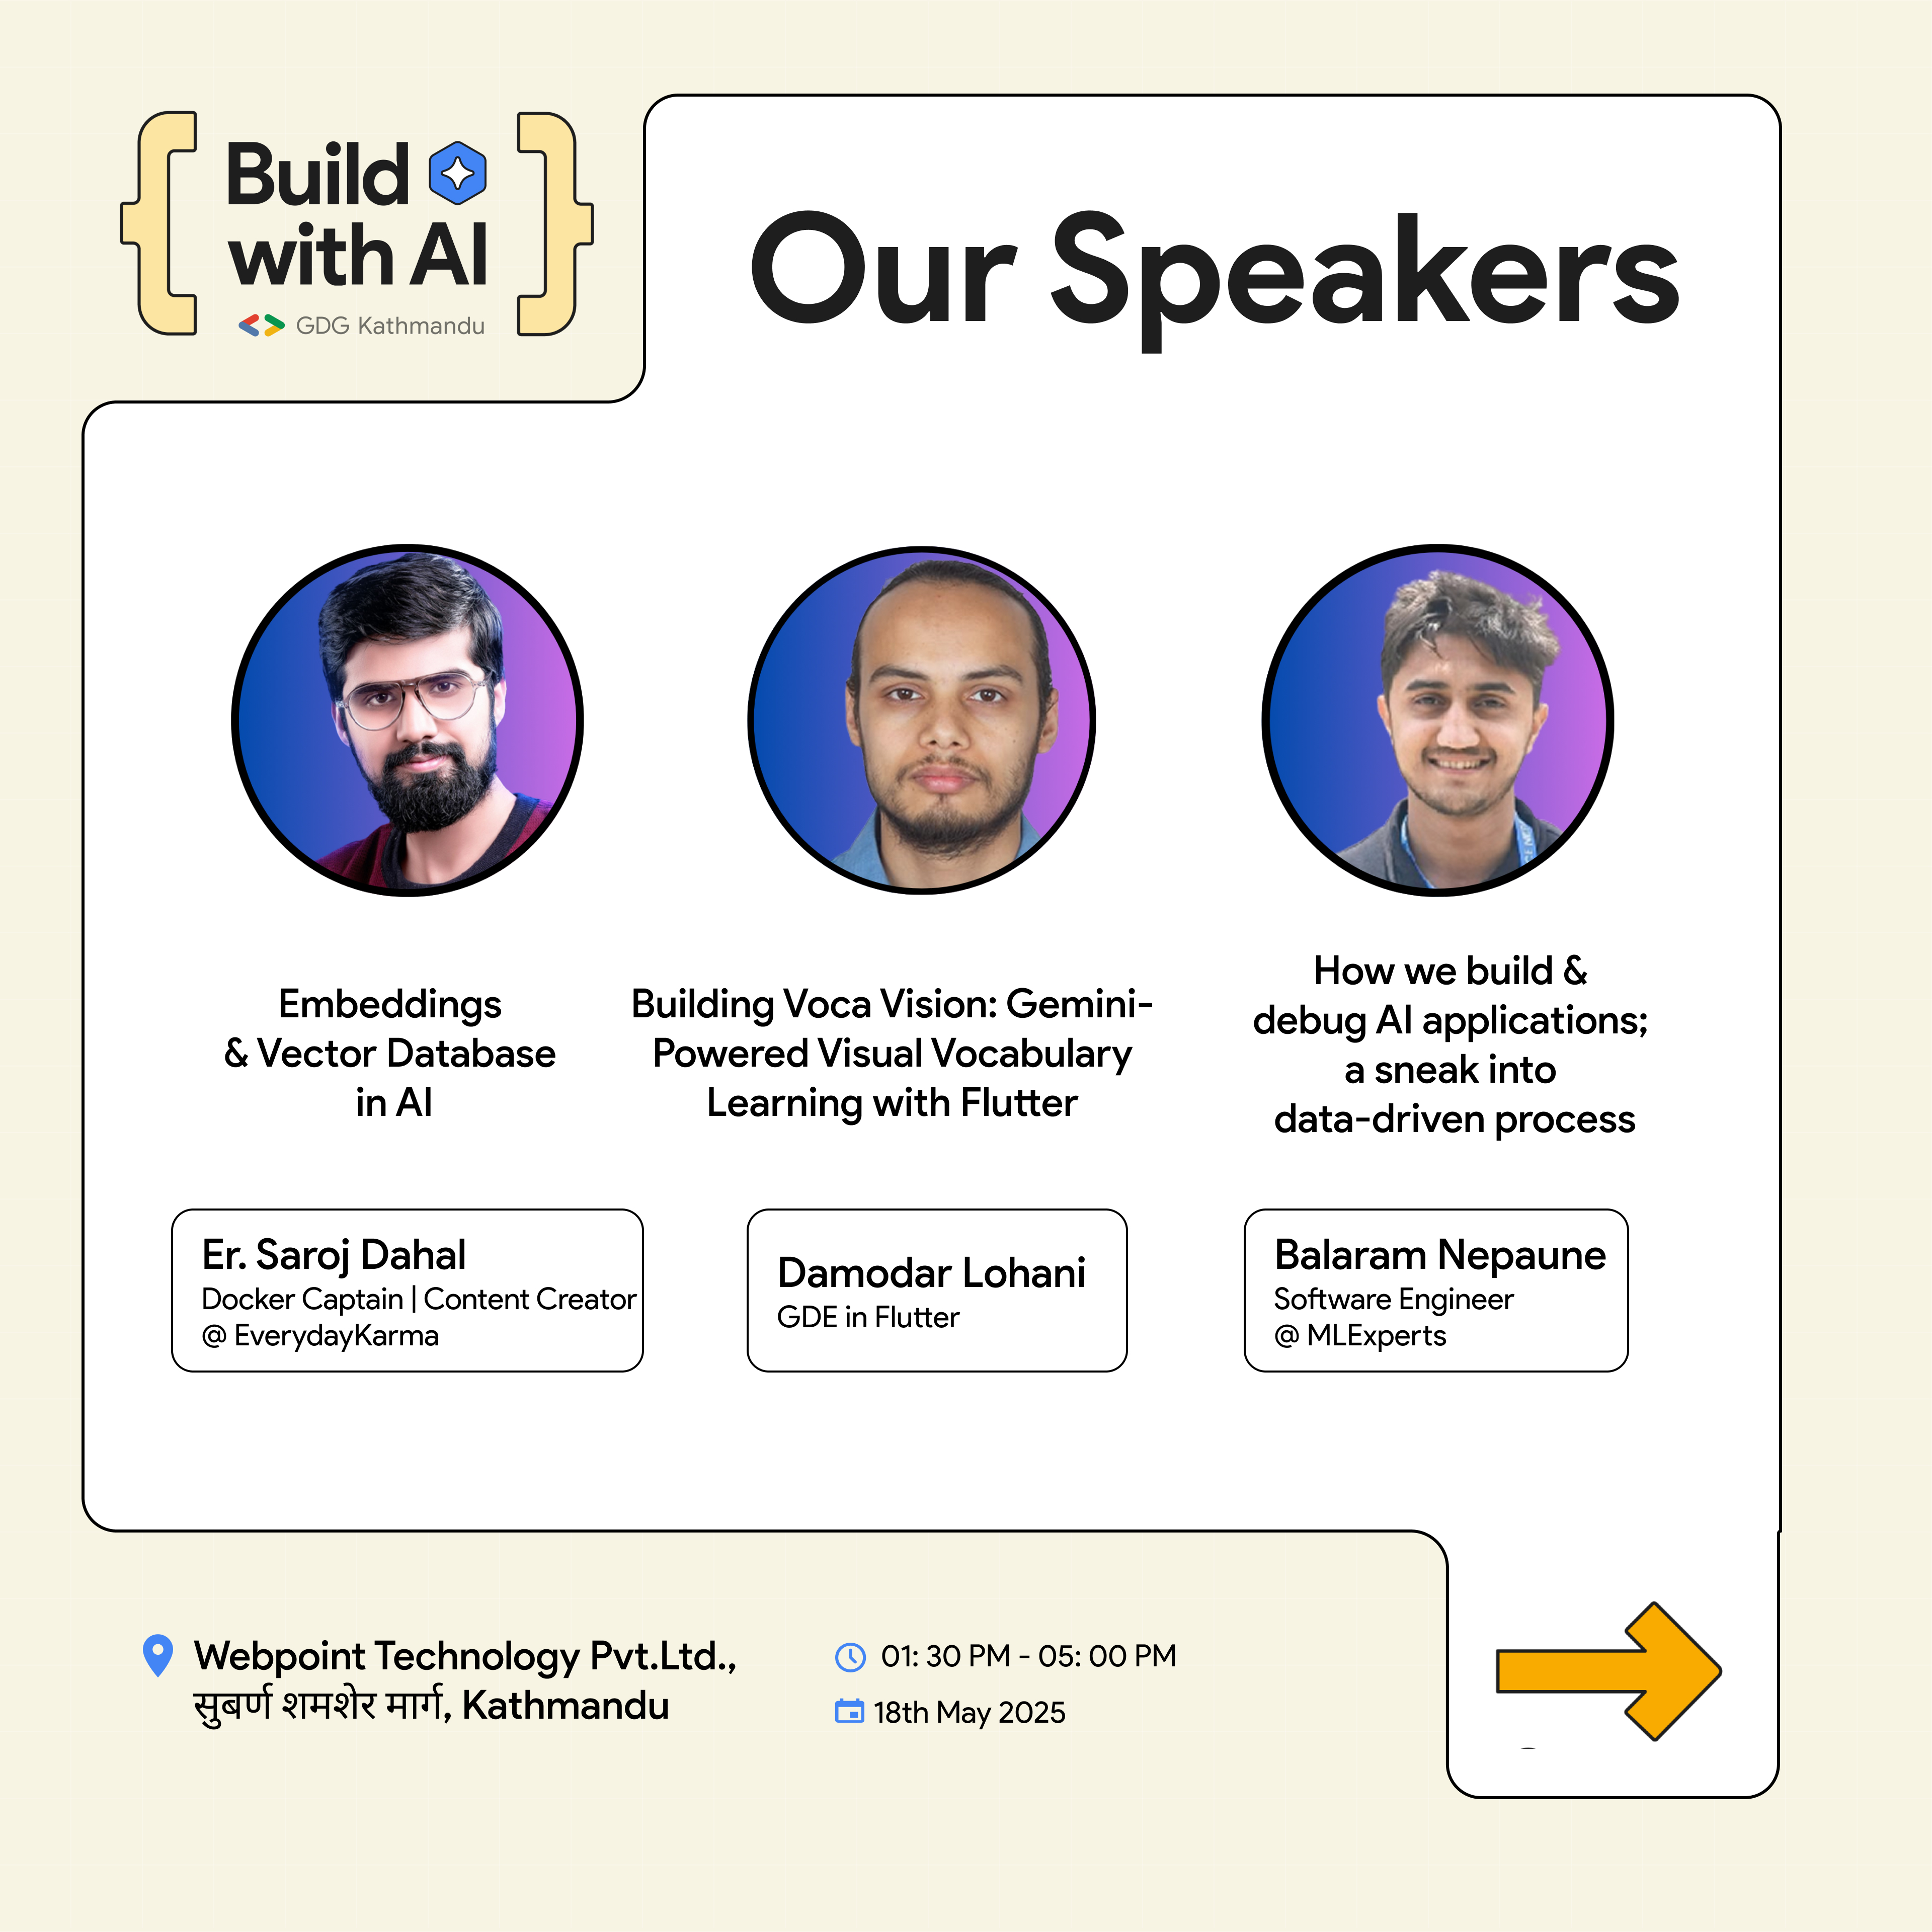 Build
with AI
GDG Kathmandu
Our Speakers
Embeddings
& Vector Database
in AI
Building Voca Vision: Gemini-
Powered Visual Vocabulary
Learning with Flutter
How we build &
debug AI applications;
a sneak into
data-driven process
Er. Saroj Dahal
Docker Captain | Content Creator
@ EverydayKarma
Damodar Lohani
GDE in Flutter
Balaram Nepaune
Software Engineer
@ MLExperts
Webpoint Technology Pvt.Ltd.,
सुबर्ण शमशेर मार्ग, Kathmandu
01: 30 PM - 05: 00 PM
18th May 2025